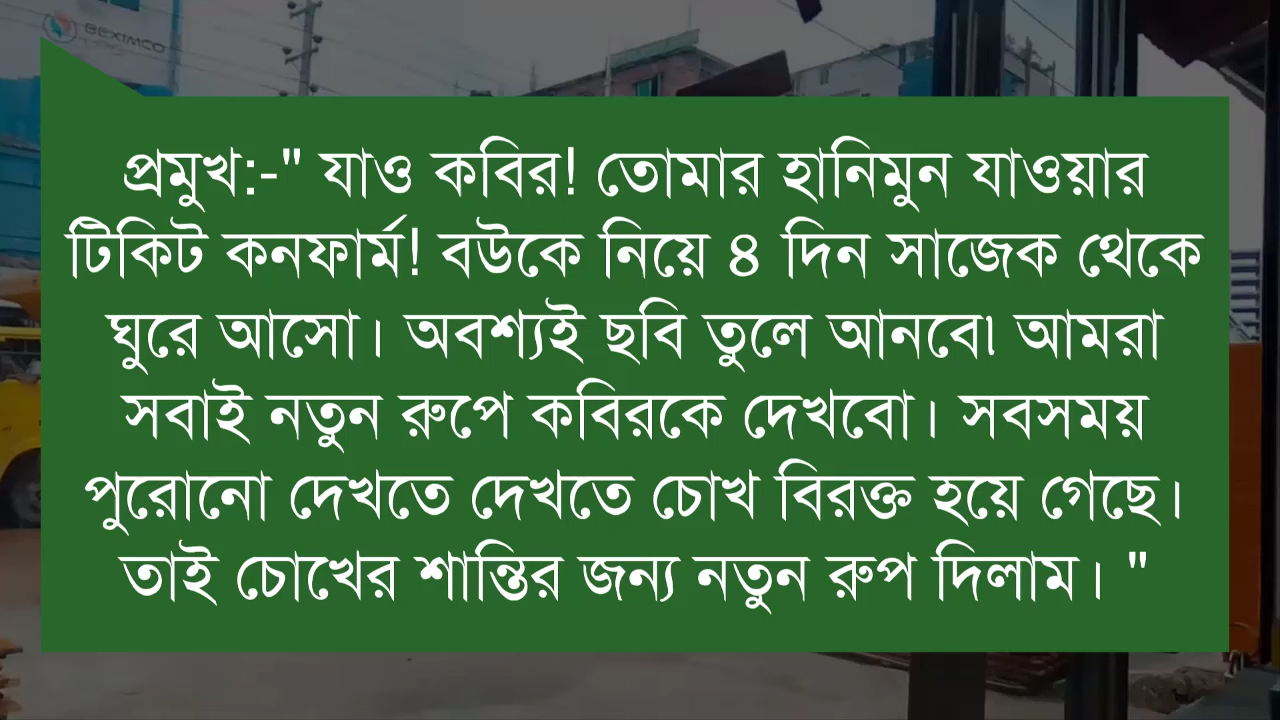 BEXIMCO
প্রমুখ:-" যাও কবির! তোমার হানিমুন যাওয়ার
টিকিট কনফার্ম! বউকে নিয়ে ৪ দিন সাজেক থেকে
ঘুরে আসো। অবশ্যই ছবি তুলে আনবে৷ আমরা
সবাই নতুন রুপে কবিরকে দেখবো। সবসময়
পুরোনো দেখতে দেখতে চোখ বিরক্ত হয়ে গেছে।
তাই চোখের শান্তির জন্য নতুন রুপ দিলাম। "